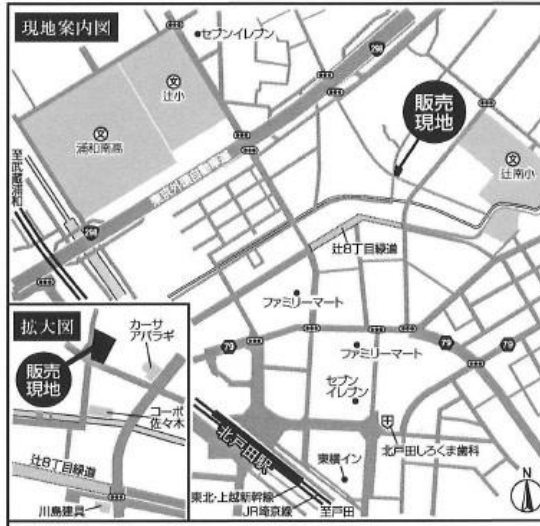 現地案内図
セブンイレブン
298
辻小
浦和南高
販売
現地
辻南小
至武蔵浦和
東京外環自動車道
298
辻8丁目緑道
ファミリーマート
79
ファミリーマート
79
79
セブン
イレブン
北戸田しろくま歯科
北戸田駅
東横イン
東北・上越新幹線
JR埼京線
至戸田
N
拡大図
カーサ
アパラギ
販売
現地
コーポ
佐々木
辻8丁目緑道
川島建具